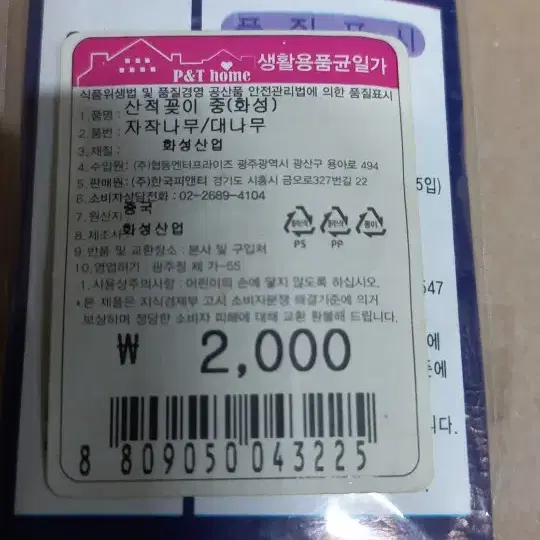 품 질 표 시
P&T home 생활용품균일가
식품위생법 및 품질경영 공산품 안전관리법에 의한 품질표시
1. 품명 : 산적꽂이 중(화성)
2. 품번 : 자작나무/대나무
3. 재질 : 화성산업
4. 수입원 : (주)협동엔터프라이즈 광주광역시 광산구 용아로 494
5. 판매원 : (주)한국피앤티 경기도 시흥시 금오로327번길 22
6. 소비자상담전화 : 02-2689-4104
7. 원산지 중국
8. 제조사 화성산업
PS PP 종이
9. 반품 및 교환장소 : 본사 및 구입처
10. 영업허가 : 광주청 제 가-55
1. 사용상주의사항 : 어린이의 손에 닿지 않도록 하십시오.
*본 제품은 지식경제부 고시 소비자분쟁 해결기준에 의거
보상하며 정당한 소비자 피해에 대해 교환 환불해 드립니다.
₩ 2,000
8 809050 043225
5입)
547
에
에
니다.